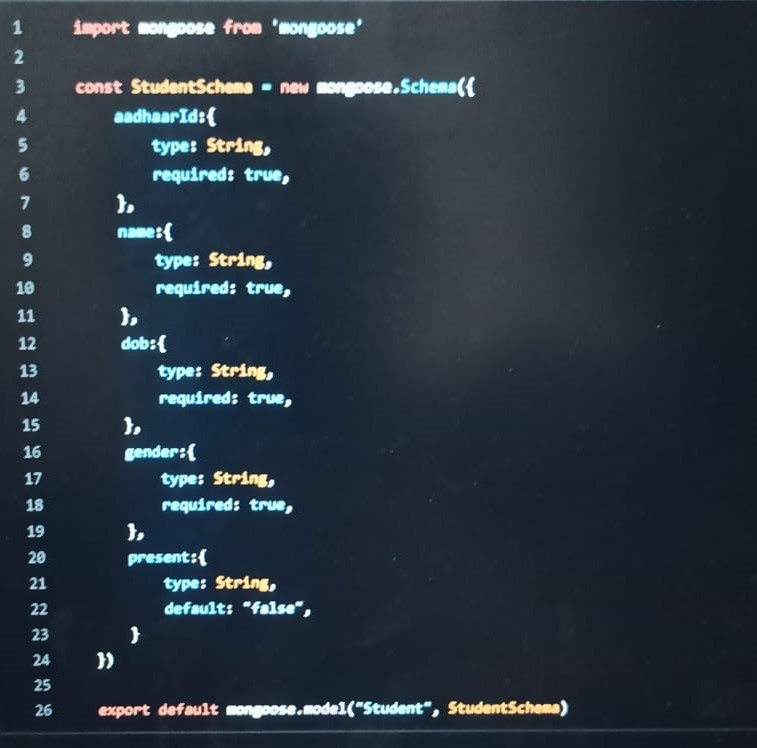 1 import mongoose from 'mongoose'
2
3 const StudentSchema = new mongoose.Schema({
4 aadhaarId:{
5 type: String,
6 required: true,
7 },
8 name:{
9 type: String,
10 required: true,
11 },
12 dob:{
13 type: String,
14 required: true,
15 },
16 gender:{
17 type: String,
18 required: true,
19 },
20 present:{
21 type: String,
22 default: "false",
23 }
24 })
25
26 export default mongoose.model("Student", StudentSchema)